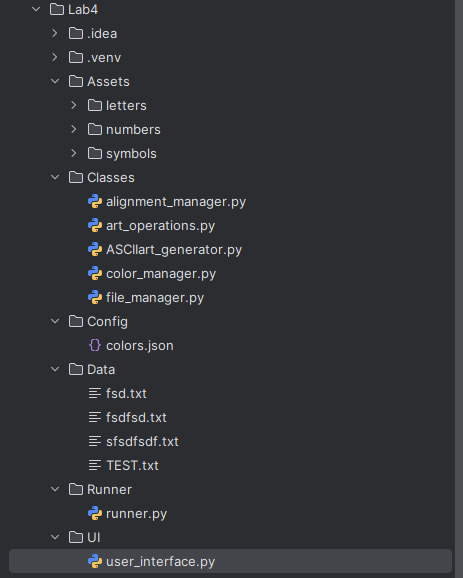 Lab4
.idea
.venv
Assets
letters
numbers
symbols
Classes
alignment_manager.py
art_operations.py
ASCIIart_generator.py
color_manager.py
file_manager.py
Config
{} colors.json
Data
fsd.txt
fsdfsd.txt
sfsdfsdf.txt
TEST.txt
Runner
runner.py
UI
user_interface.py